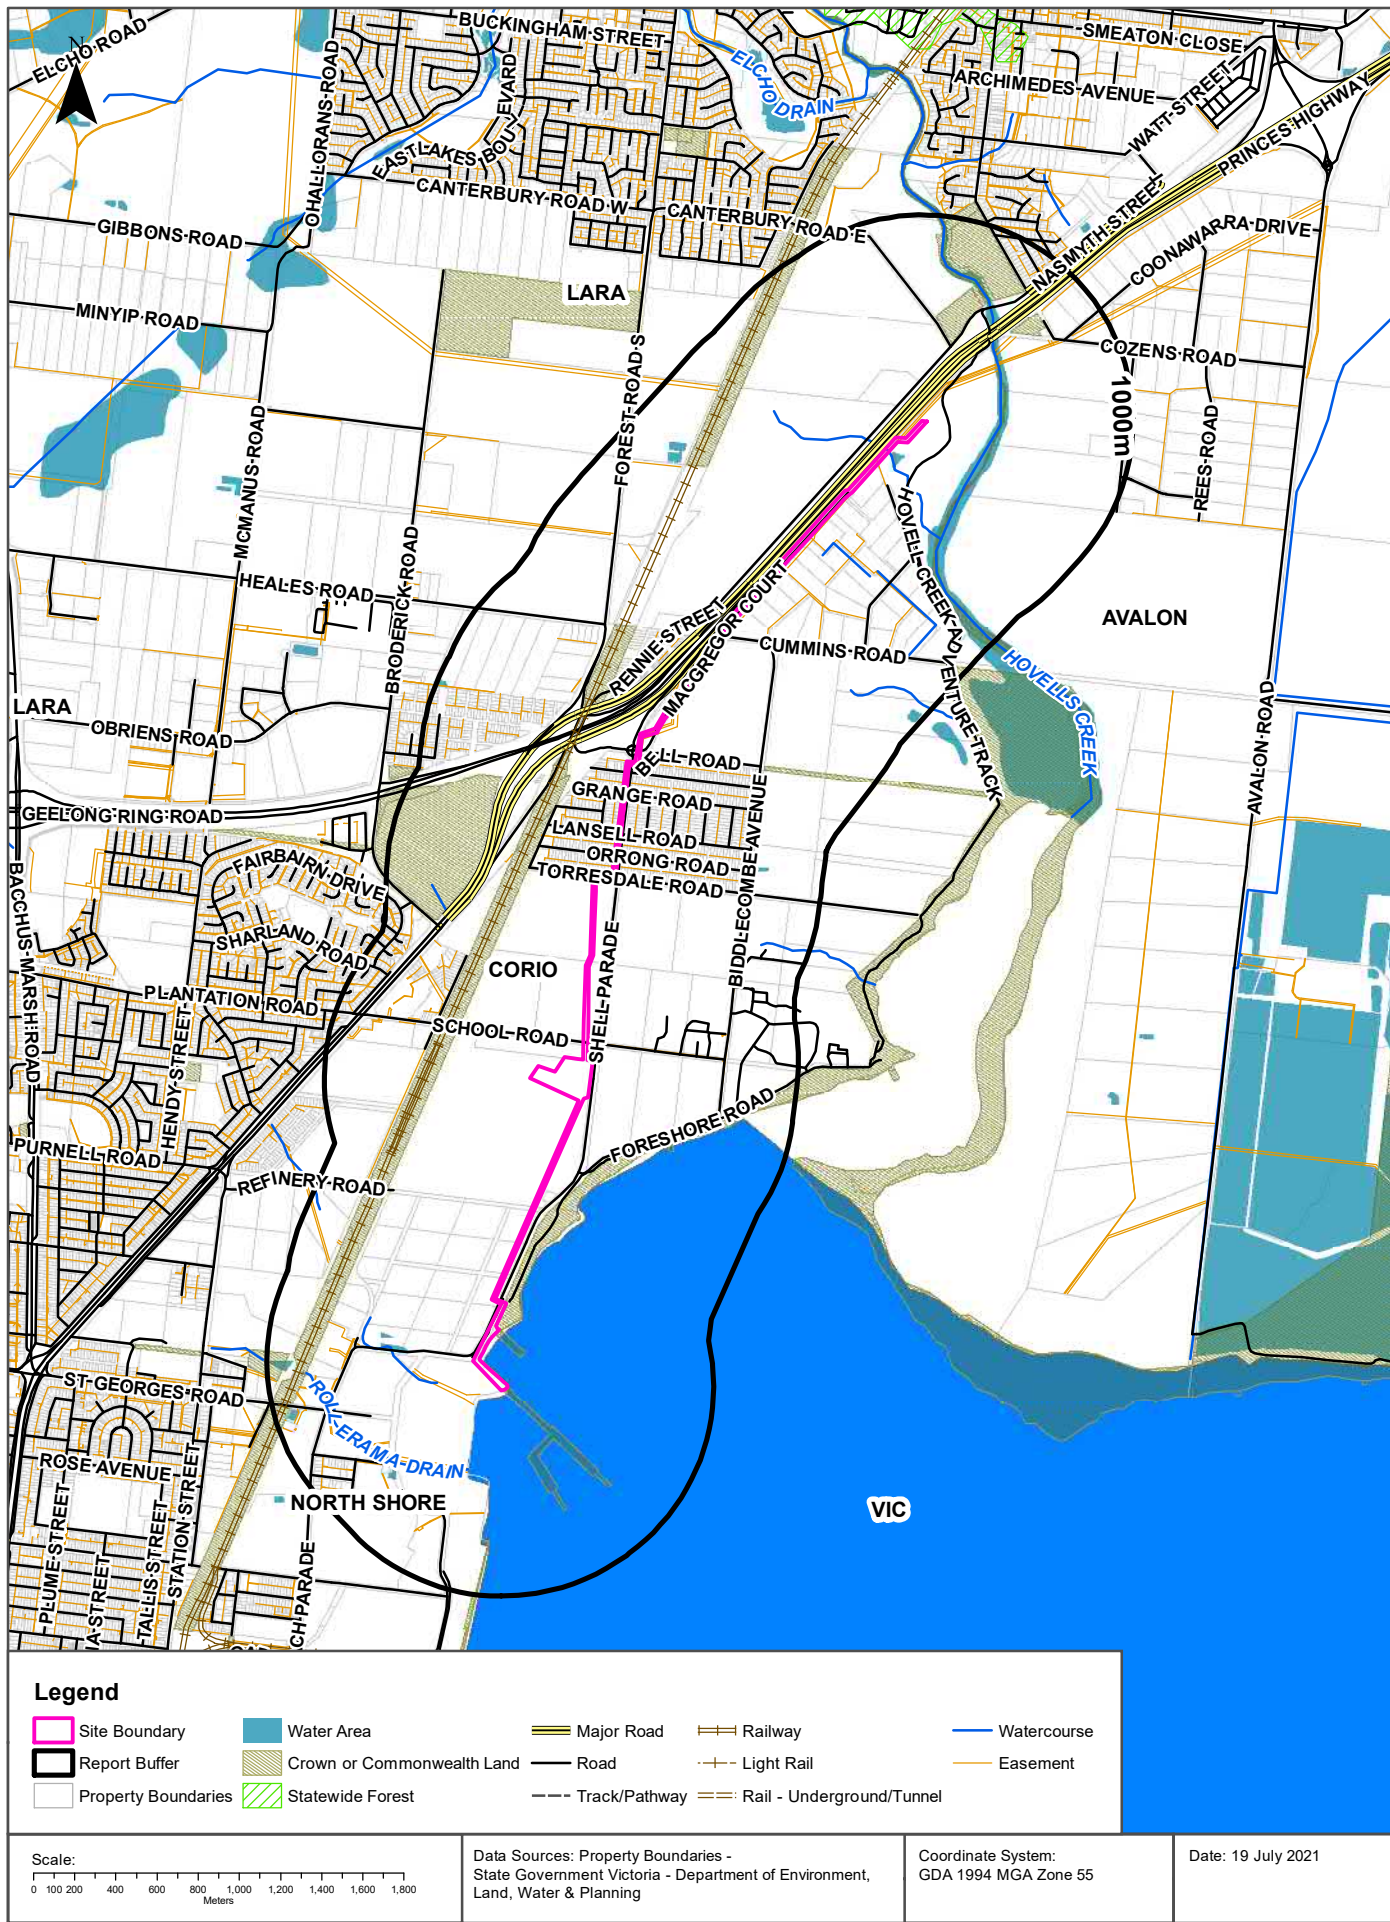 BUCKINGHAM STREET
SMEATON CLOSE
ELCHO ROAD
N
ELCHO DRAIN
ARCHIMEDES AVENUE
WATT STREET
PRINCES HIGHWAY
OHALLORANS ROAD
EASTLAKES BOULEVARD
CANTERBURY ROAD W
CANTERBURY ROAD E
NASMYTH STREET
COONAWARRA DRIVE
GIBBONS ROAD
LARA
MINYIP ROAD
COZENS ROAD
1000m
FOREST ROAD S
REES ROAD
MCMANUS ROAD
HOVELL CREEK ADVENTURE TRACK
BRODERICK ROAD
HEALES ROAD
RENNIE STREET
MACGREGOR COURT
CUMMINS ROAD
AVALON
HOVELLS CREEK
LARA
OBRIENS ROAD
AVALON ROAD
BELL ROAD
GRANGE ROAD
GEELONG RING ROAD
LANSELL ROAD
ORRONG ROAD
TORRESDALE ROAD
BIDDLECOMBE AVENUE
FAIRBAIRN DRIVE
BACCHUS MARSH ROAD
SHARLAND ROAD
CORIO
SHELL PARADE
PLANTATION ROAD
SCHOOL ROAD
HENDY STREET
FORESHORE ROAD
PURNELL ROAD
REFINERY ROAD
ST GEORGES ROAD
ROLL-ERAMA DRAIN
ROSE AVENUE
NORTH SHORE
VIC
PLUME STREET
IA STREET
TALLIS STREET
STATION STREET
CH PARADE
Legend
Site Boundary
Water Area
Major Road
Railway
Watercourse
Report Buffer
Crown or Commonwealth Land
Road
Light Rail
Easement
Property Boundaries
Statewide Forest
Track/Pathway
Rail - Underground/Tunnel
Scale:
0 100 200 400 600 800 1,000 1,200 1,400 1,600 1,800
Meters
Data Sources: Property Boundaries -
State Government Victoria - Department of Environment,
Land, Water & Planning
Coordinate System:
GDA 1994 MGA Zone 55
Date: 19 July 2021